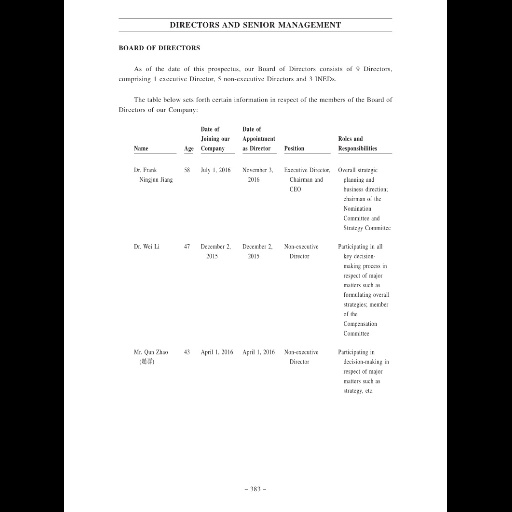 DIRECTORS AND SENIOR MANAGEMENT
BOARD OF DIRECTORS
As of the date of this prospectus, our Board of Directors consists of 9 Directors,
comprising 1 executive Director, 5 non-executive Directors and 3 INEDs.
The table below sets forth certain information in respect of the members of the Board of
Directors of our Company.
Date of Date of
Joining our Appointment Roles and
Name Age Company as Director Position Responsibilities
Dr. Frank 58 July 1, 2016 November 3, Executive Director, Overall strategic
Ningjun Jiang 2016 Chairman and planning and
CEO business direction;
chairman of the
Nomination
Committee and
Strategy Committee
Dr. Wei Li 47 December 2, December 2, Non-executive Participating in all
2015 2015 Director key decision-
making process in
respect of major
matters such as
formulating overall
strategies; member
of the
Compensation
Committee
Mr. Qun Zhao 43 April 1, 2016 April 1, 2016 Non-executive Participating in
Director decision-making in
respect of major
matters such as
strategy, etc.
– 383 –